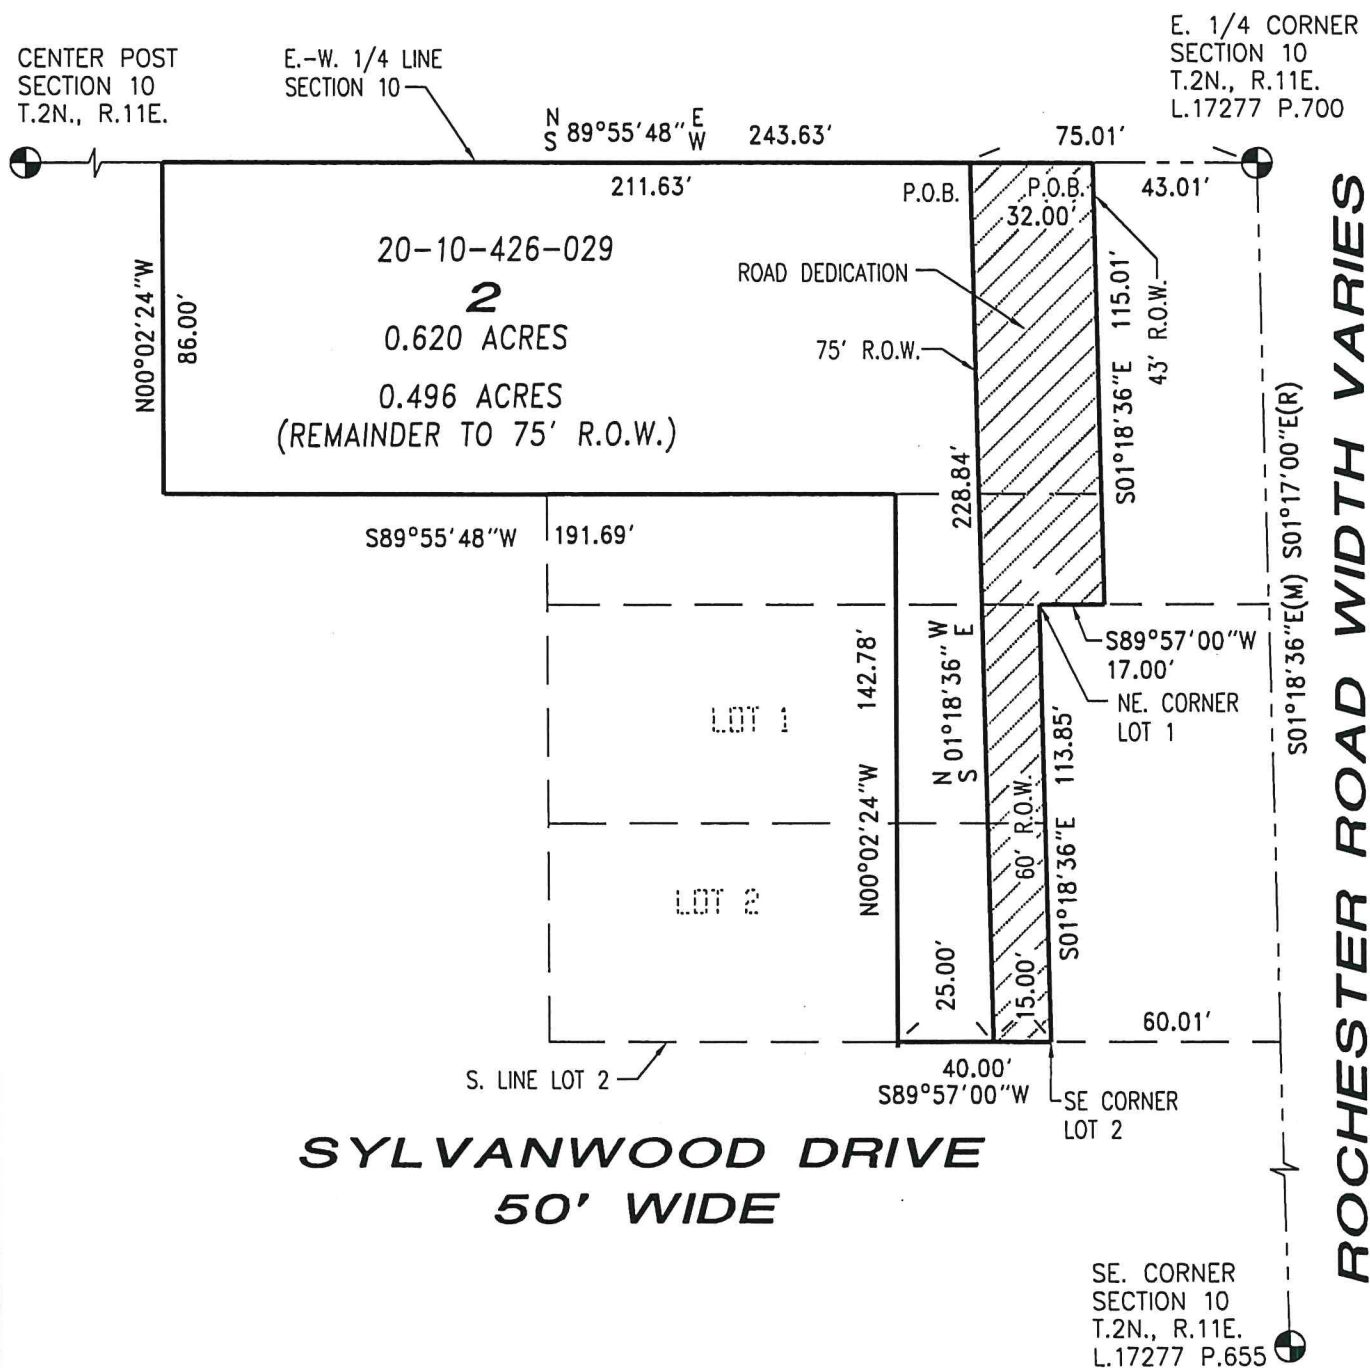 CENTER POST
SECTION 10
T.2N., R.11E.
E.-W. 1/4 LINE
SECTION 10
E. 1/4 CORNER
SECTION 10
T.2N., R.11E.
L.17277 P.700
N E
S 89°55'48" W
243.63'
75.01'
211.63'
P.O.B.
P.O.B.
32.00'
43.01'
20-10-426-029
2
0.620 ACRES
0.496 ACRES
(REMAINDER TO 75' R.O.W.)
N00°02'24"W
86.00'
ROAD DEDICATION
75' R.O.W.
S01°18'36"E 115.01'
43' R.O.W.
228.84'
S89°55'48"W
191.69'
S01°18'36"E(M) S01°17'00"E(R)
ROCHESTER ROAD WIDTH VARIES
N W
S 01°18'36" E
S89°57'00"W
17.00'
NE. CORNER
LOT 1
LOT 1
N00°02'24"W 142.78'
60' R.O.W.
S01°18'36"E 113.85'
LOT 2
25.00'
15.00'
60.01'
S. LINE LOT 2
40.00'
S89°57'00"W
SE CORNER
LOT 2
SYLVANWOOD DRIVE
50' WIDE
SE. CORNER
SECTION 10
T.2N., R.11E.
L.17277 P.655